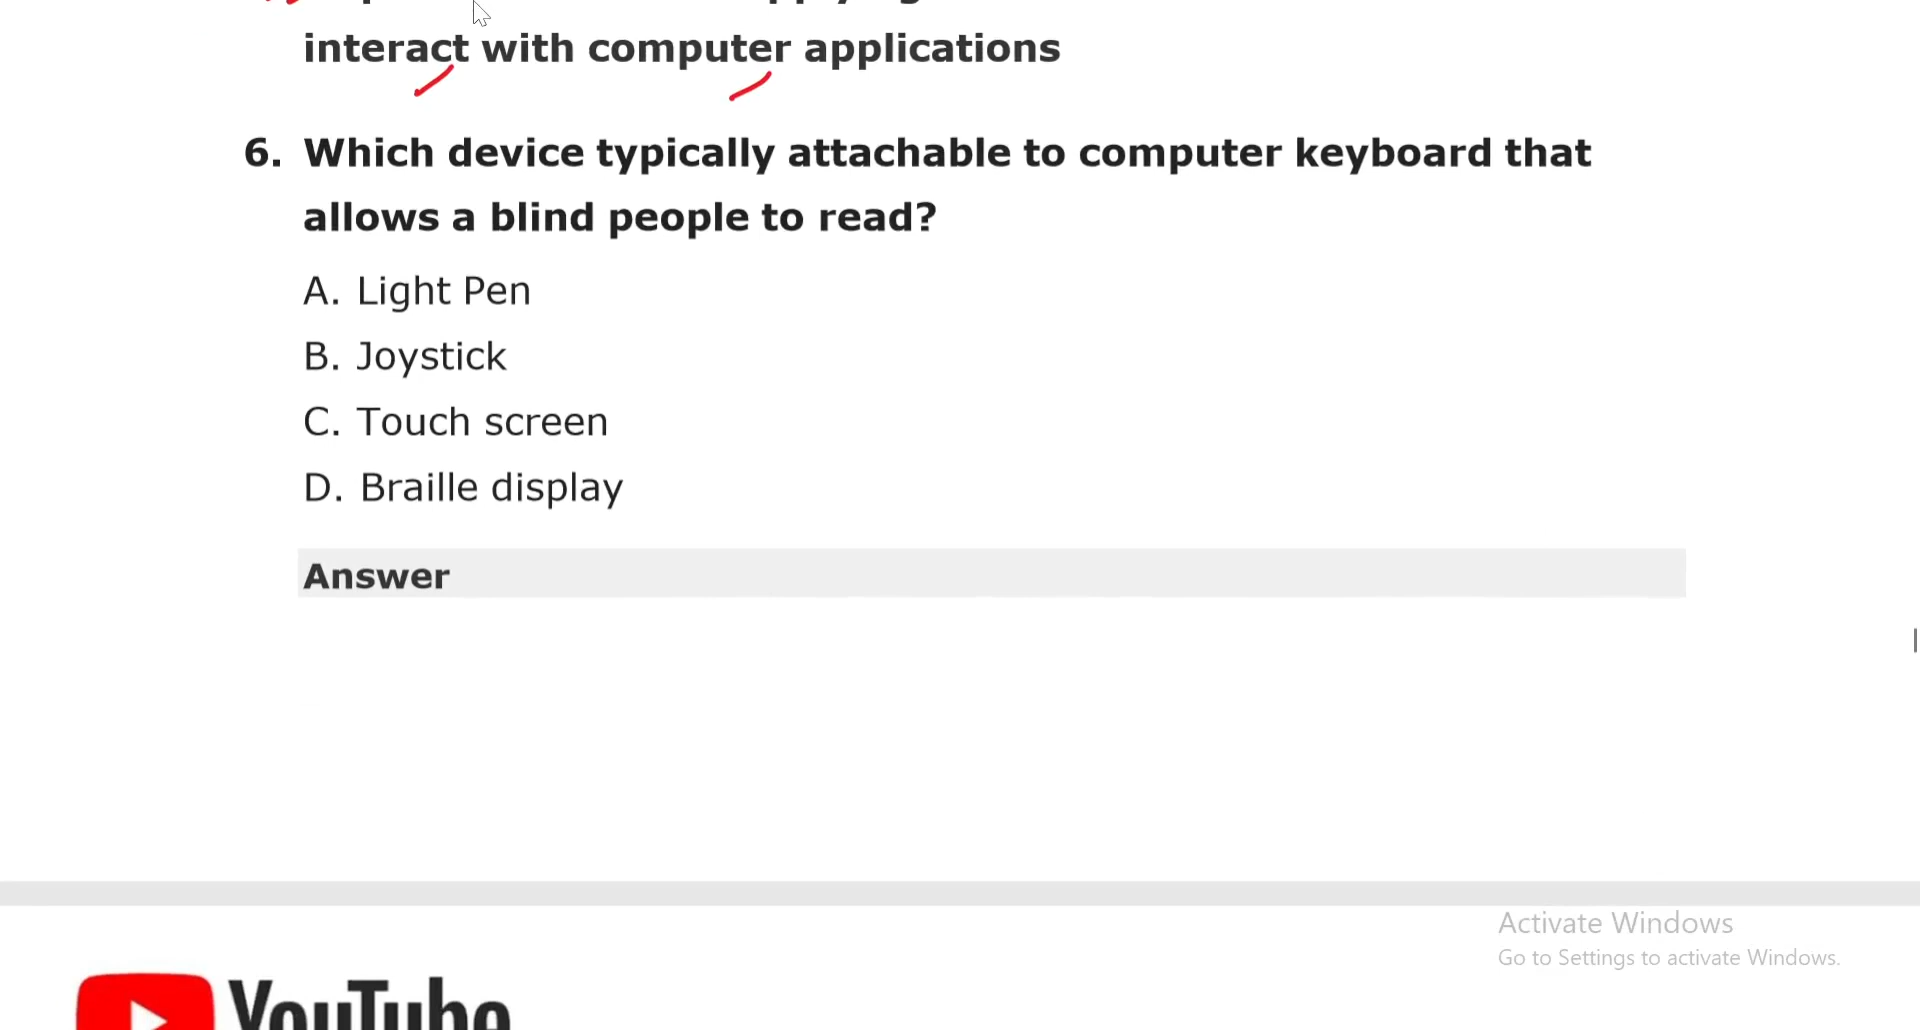 interact with computer applications
6. Which device typically attachable to computer keyboard that
allows a blind people to read?
A. Light Pen
B. Joystick
C. Touch screen
D. Braille display
Answer
Activate Windows
Go to Settings to activate Windows.
YouTube